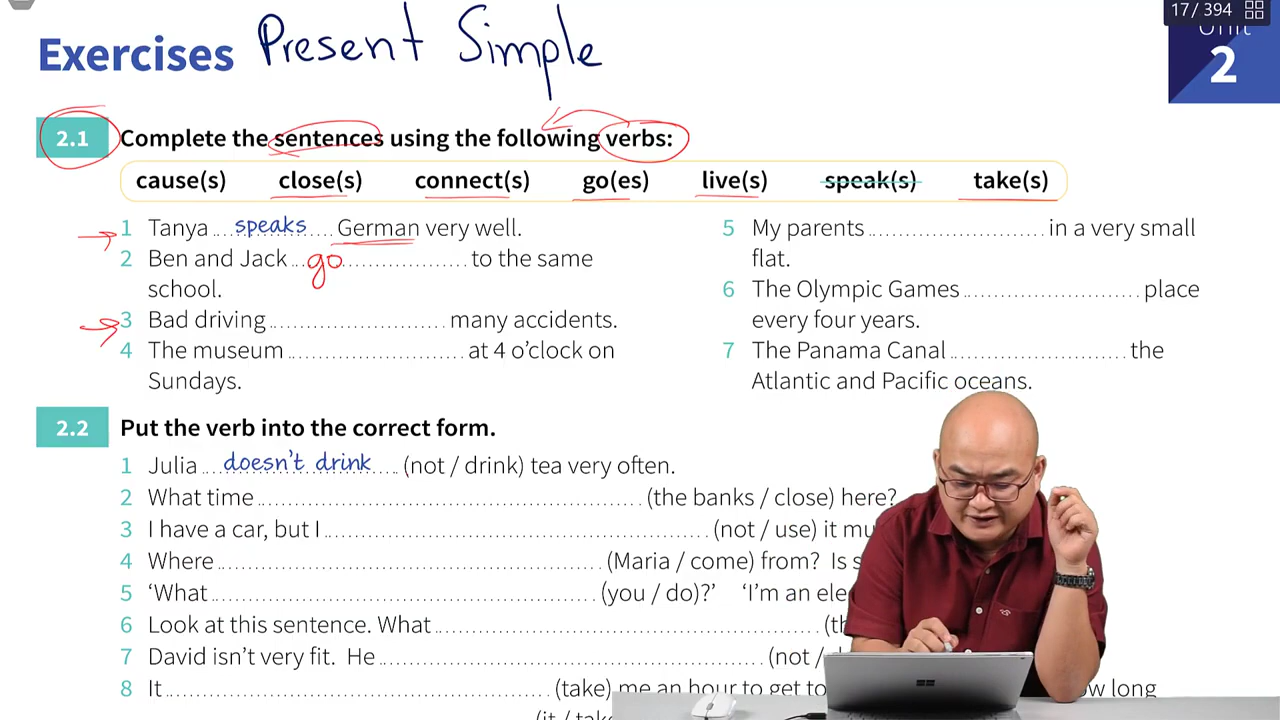 17 / 394
Unit
2
Exercises Present Simple
2.1 Complete the sentences using the following verbs:
cause(s) close(s) connect(s) go(es) live(s) speak(s) take(s)
1 Tanya speaks German very well.
2 Ben and Jack go to the same
school.
3 Bad driving many accidents.
4 The museum at 4 o’clock on
Sundays.
5 My parents in a very small
flat.
6 The Olympic Games place
every four years.
7 The Panama Canal the
Atlantic and Pacific oceans.
2.2 Put the verb into the correct form.
1 Julia doesn’t drink (not / drink) tea very often.
2 What time (the banks / close) here?
3 I have a car, but I (not / use) it
4 Where (Maria / come) from? Is
5 ‘What (you / do)?’ ‘I’m an
6 Look at this sentence. What
7 David isn’t very fit. He (not /
8 It (take) me an hour to get to long
(it /